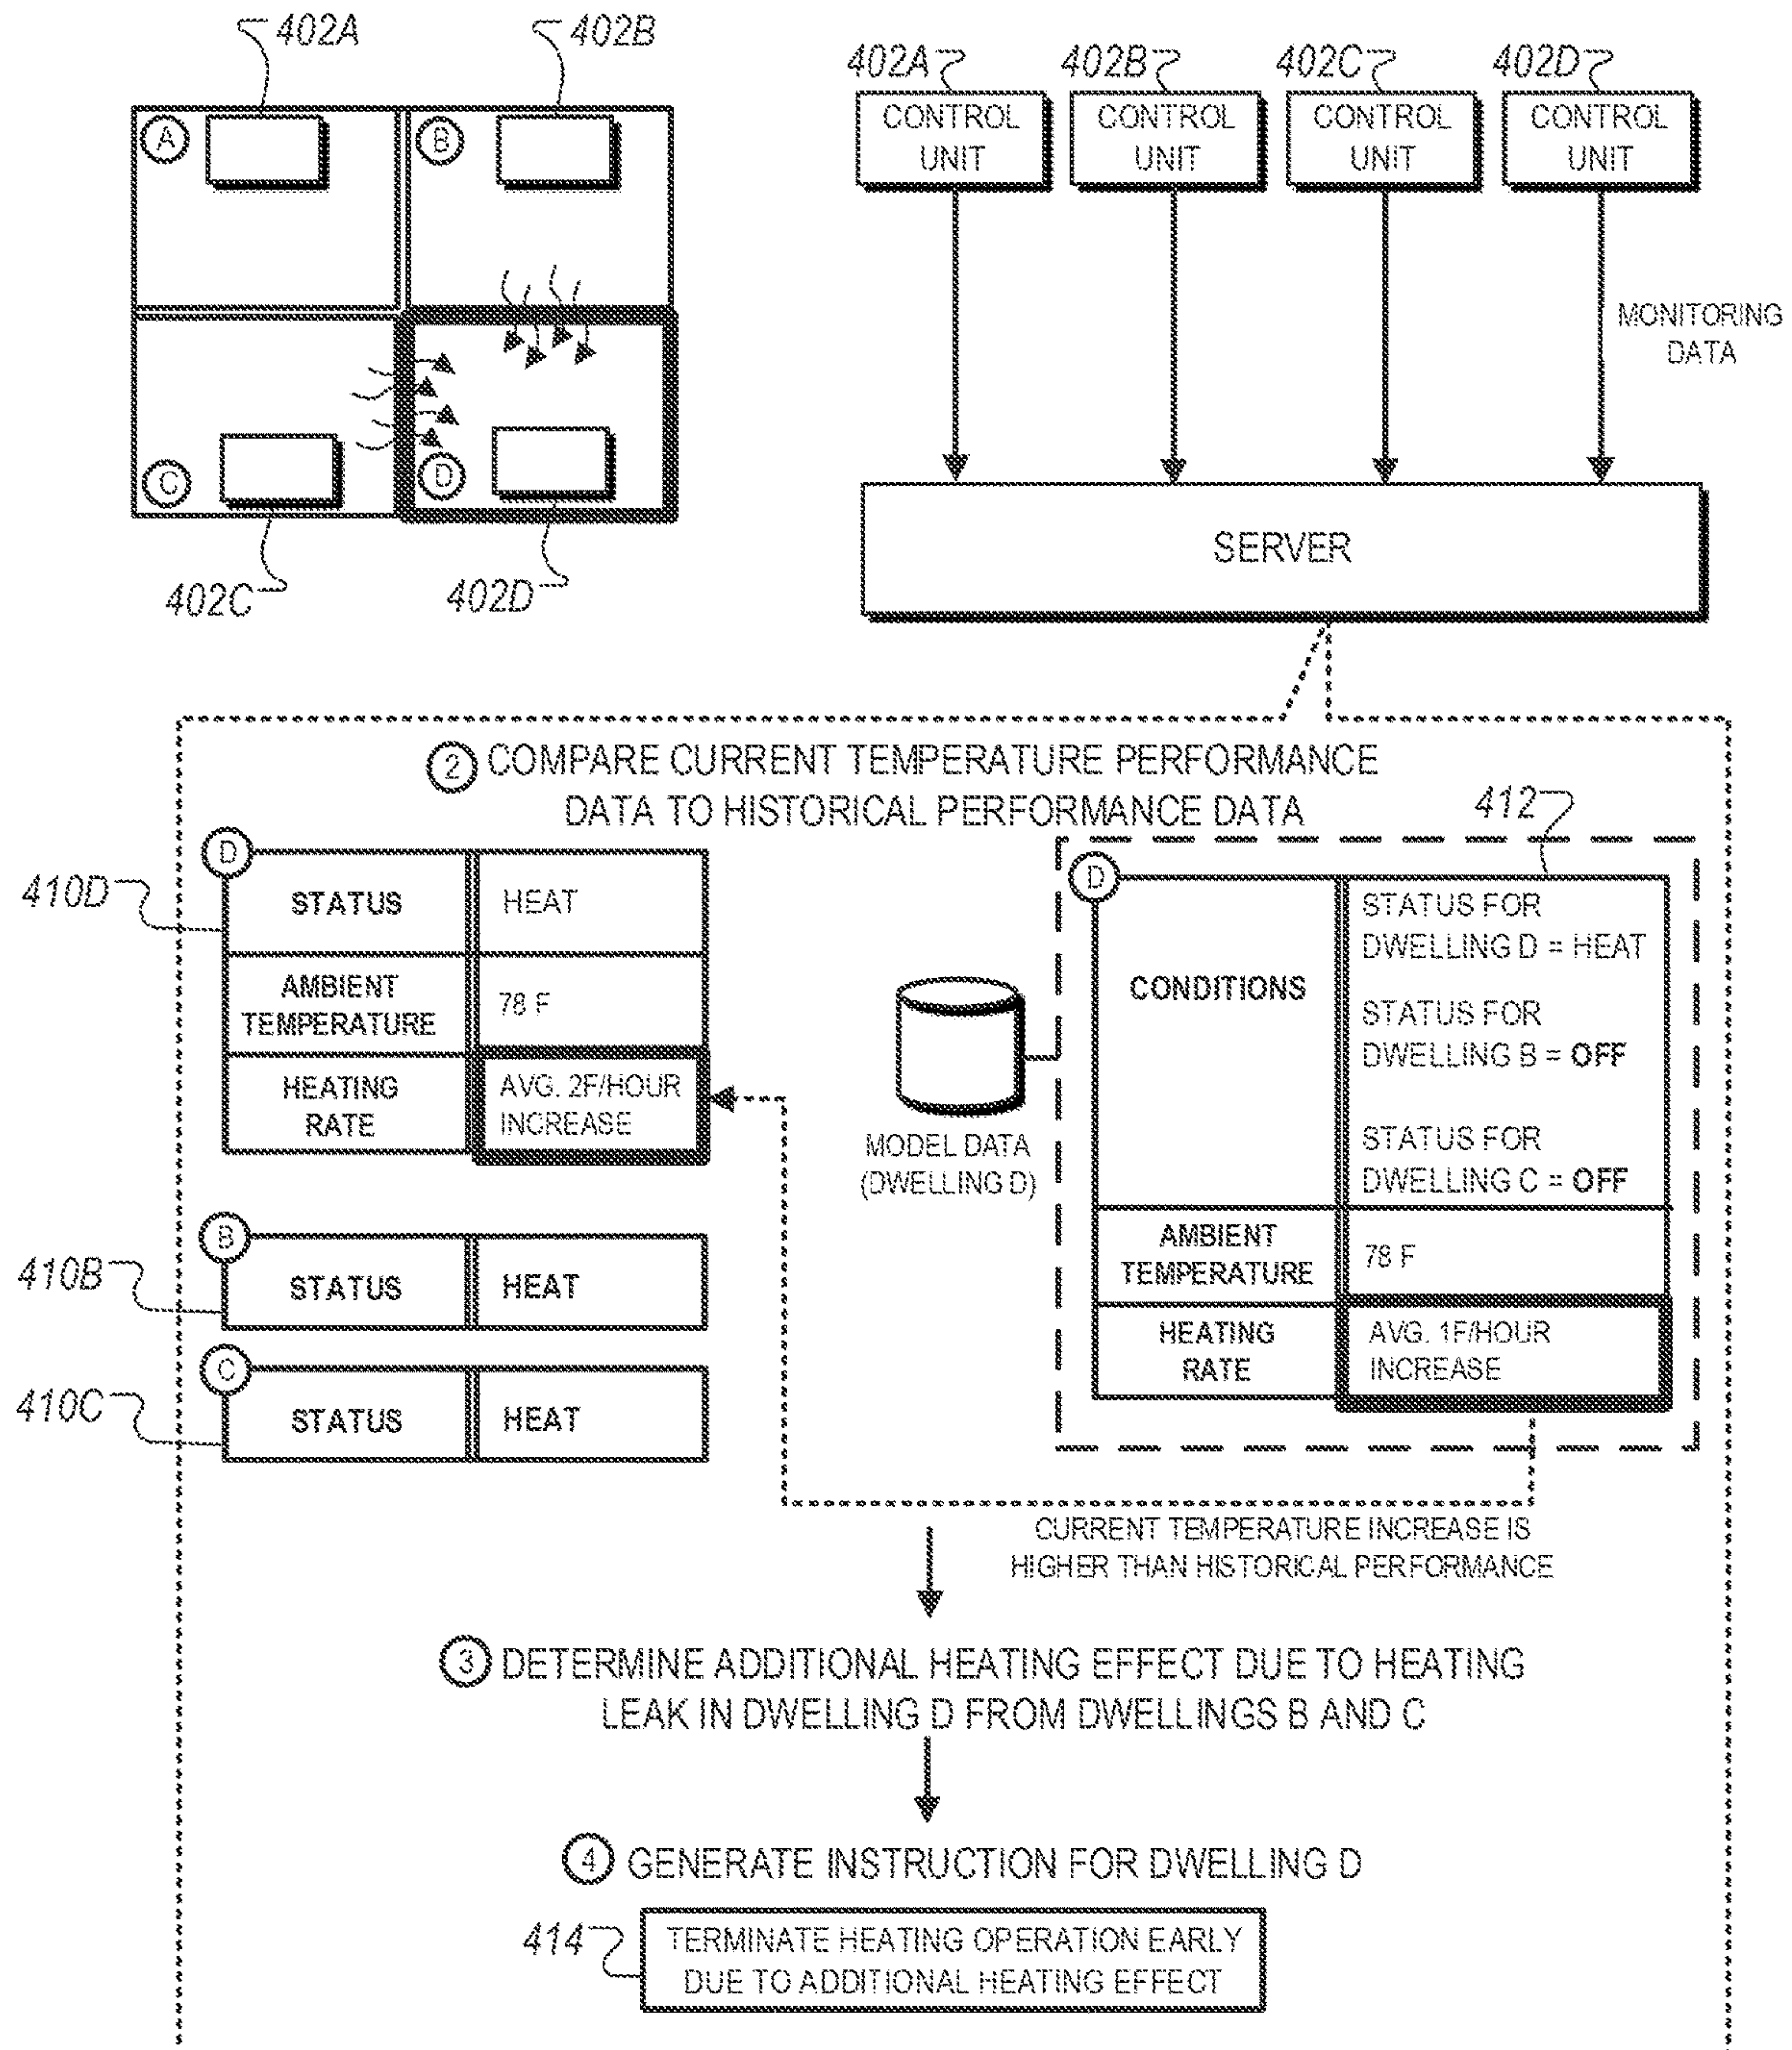 402A
402B
A
B
C
D
402C
402D
402A
402B
402C
402D
CONTROL
UNIT
CONTROL
UNIT
CONTROL
UNIT
CONTROL
UNIT
MONITORING
DATA
SERVER
2 COMPARE CURRENT TEMPERATURE PERFORMANCE
DATA TO HISTORICAL PERFORMANCE DATA
410D
D
STATUS
HEAT
AMBIENT
TEMPERATURE
78 F
HEATING
RATE
AVG. 2F/HOUR
INCREASE
410B
B
STATUS
HEAT
410C
C
STATUS
HEAT
MODEL DATA
(DWELLING D)
412
D
CONDITIONS
STATUS FOR
DWELLING D = HEAT
STATUS FOR
DWELLING B = OFF
STATUS FOR
DWELLING C = OFF
AMBIENT
TEMPERATURE
78 F
HEATING
RATE
AVG. 1F/HOUR
INCREASE
CURRENT TEMPERATURE INCREASE IS
HIGHER THAN HISTORICAL PERFORMANCE
3 DETERMINE ADDITIONAL HEATING EFFECT DUE TO HEATING
LEAK IN DWELLING D FROM DWELLINGS B AND C
4 GENERATE INSTRUCTION FOR DWELLING D
414
TERMINATE HEATING OPERATION EARLY
DUE TO ADDITIONAL HEATING EFFECT